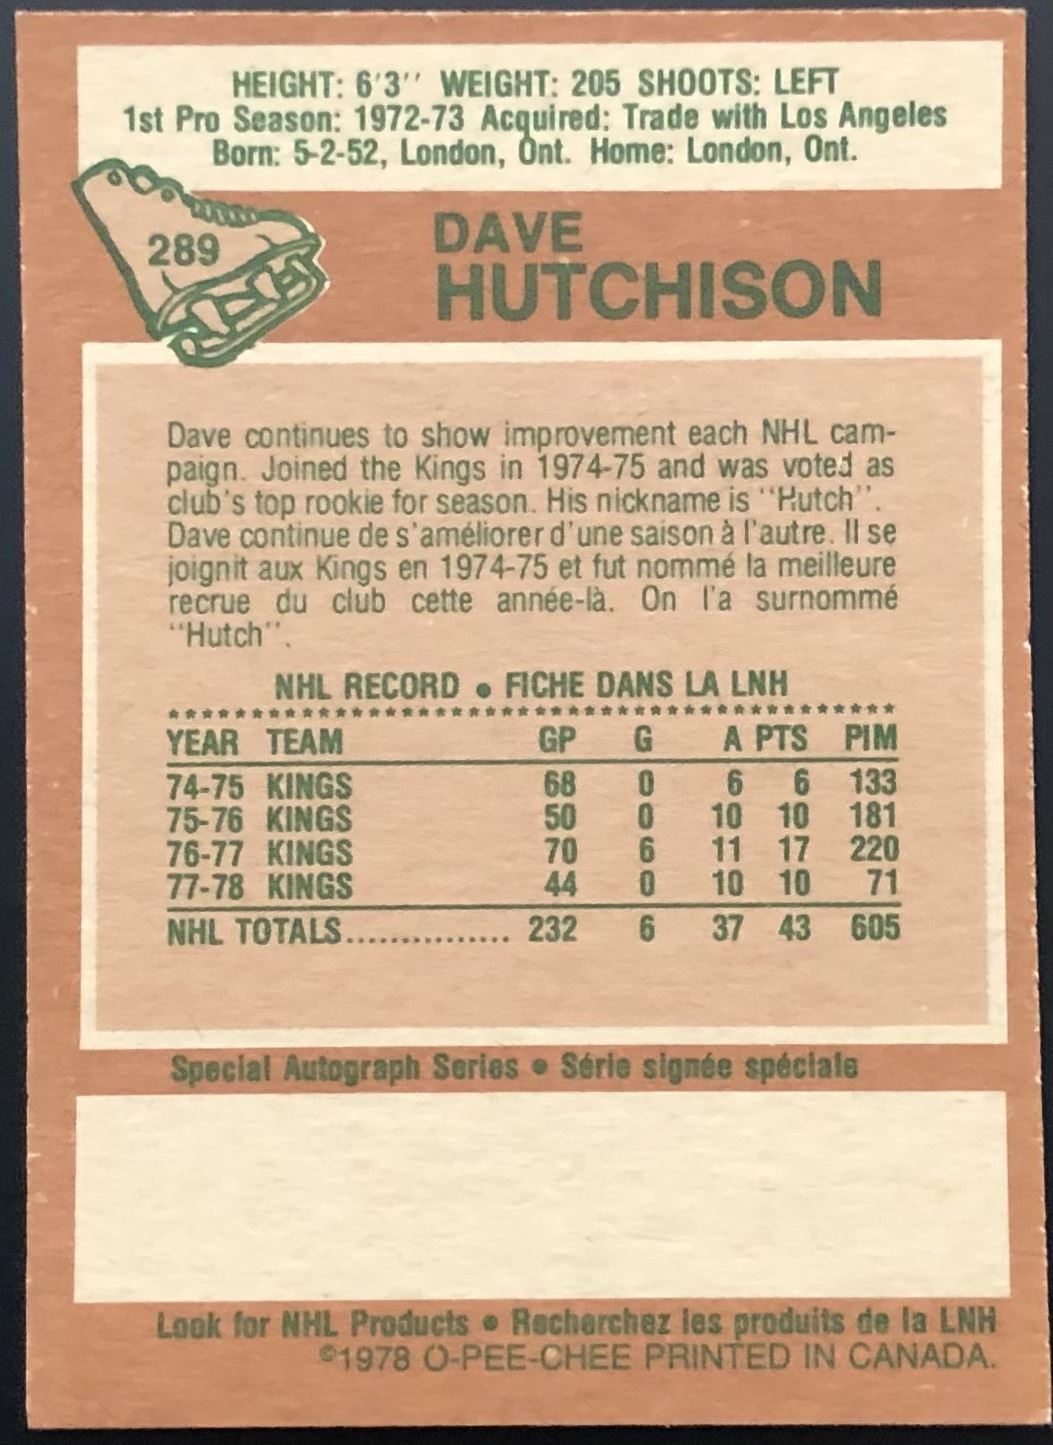 HEIGHT: 6'3'' WEIGHT: 205 SHOOTS: LEFT
1st Pro Season: 1972-73 Acquired: Trade with Los Angeles
Born: 5-2-52, London, Ont. Home: London, Ont.
289
DAVE
HUTCHISON
Dave continues to show improvement each NHL cam-
paign. Joined the Kings in 1974-75 and was voted as
club's top rookie for season. His nickname is ''Hutch''.
Dave continue de s'améliorer d'une saison à l'autre. Il se
joignit aux Kings en 1974-75 et fut nommé la meilleure
recrue du club cette année-là. On l'a surnommé
''Hutch''.
NHL RECORD • FICHE DANS LA LNH
YEAR TEAM GP G A PTS PIM
74-75 KINGS 68 0 6 6 133
75-76 KINGS 50 0 10 10 181
76-77 KINGS 70 6 11 17 220
77-78 KINGS 44 0 10 10 71
NHL TOTALS............... 232 6 37 43 605
Special Autograph Series • Série signée spéciale
Look for NHL Products • Recherchez les produits de la LNH
©1978 O-PEE-CHEE PRINTED IN CANADA.